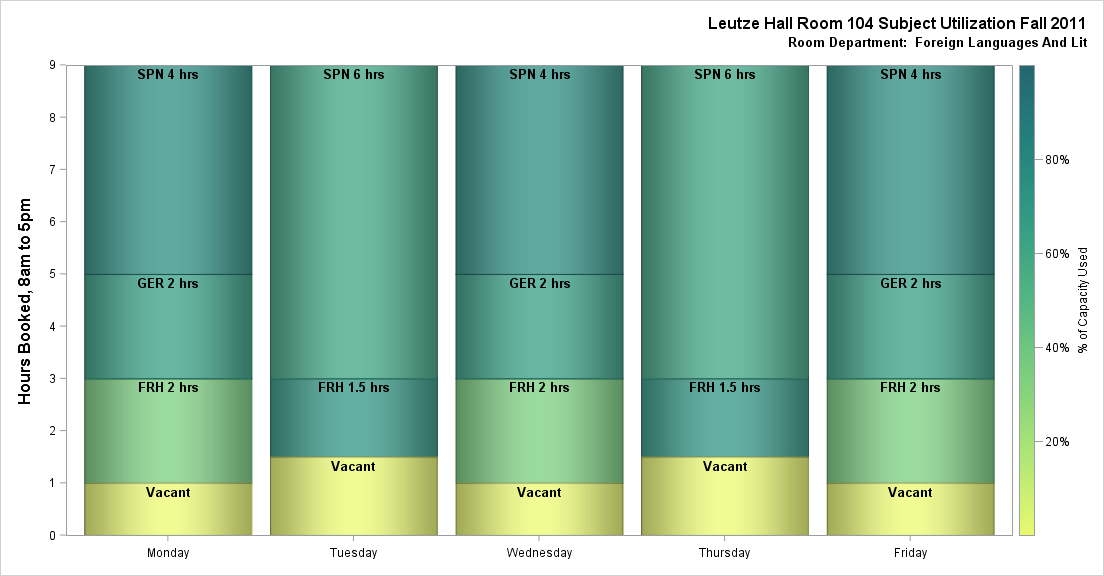 Leutze Hall Room 104 Subject Utilization Fall 2011
Room Department:  Foreign Languages And Lit
Hours Booked, 8am to 5pm
9
8
7
6
5
4
3
2
1
0
SPN 4 hrs
GER 2 hrs
FRH 2 hrs
Vacant
Monday
SPN 6 hrs
FRH 1.5 hrs
Vacant
Tuesday
SPN 4 hrs
GER 2 hrs
FRH 2 hrs
Vacant
Wednesday
SPN 6 hrs
FRH 1.5 hrs
Vacant
Thursday
SPN 4 hrs
GER 2 hrs
FRH 2 hrs
Vacant
Friday
80%
60%
40%
20%
% of Capacity Used